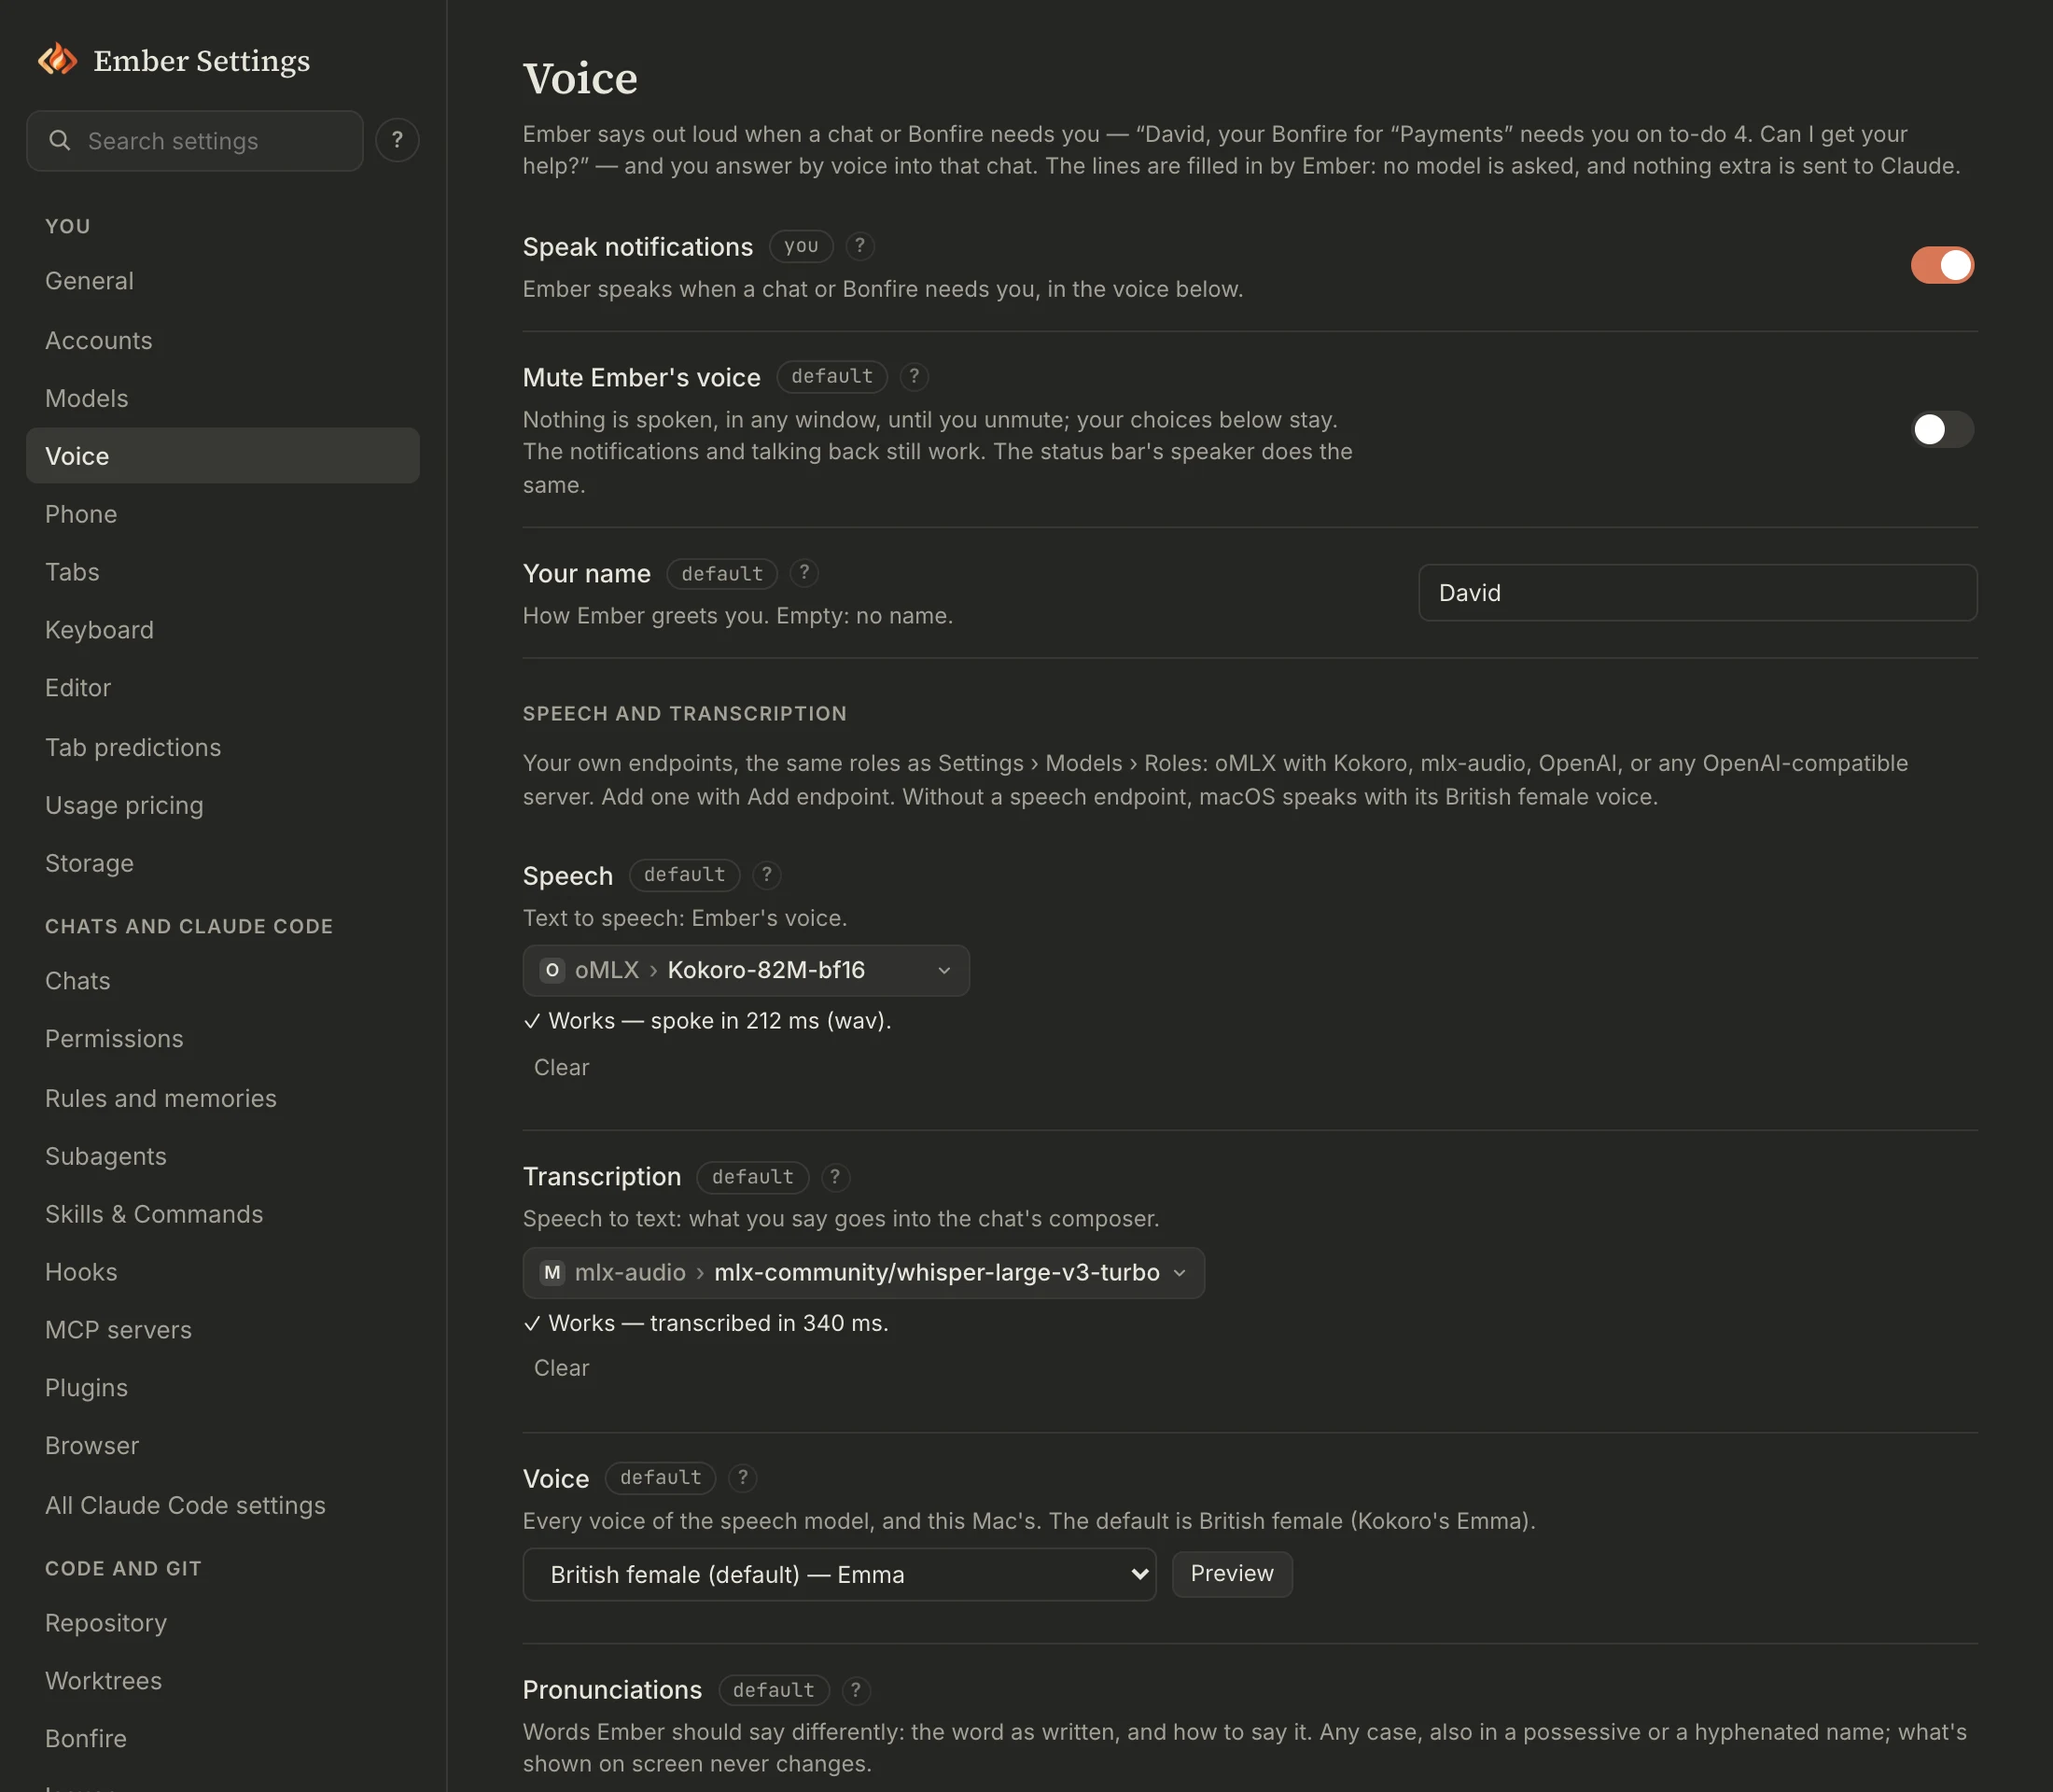 Ember Settings
Search settings
?
YOU
General
Accounts
Models
Voice
Phone
Tabs
Keyboard
Editor
Tab predictions
Usage pricing
Storage
CHATS AND CLAUDE CODE
Chats
Permissions
Rules and memories
Subagents
Skills & Commands
Hooks
MCP servers
Plugins
Browser
All Claude Code settings
CODE AND GIT
Repository
Worktrees
Bonfire
Voice
Ember says out loud when a chat or Bonfire needs you — “David, your Bonfire for “Payments” needs you on to-do 4. Can I get your
help?” — and you answer by voice into that chat. The lines are filled in by Ember: no model is asked, and nothing extra is sent to Claude.
Speak notifications you ?
Ember speaks when a chat or Bonfire needs you, in the voice below.
Mute Ember's voice default ?
Nothing is spoken, in any window, until you unmute; your choices below stay.
The notifications and talking back still work. The status bar's speaker does the
same.
Your name default ?
How Ember greets you. Empty: no name.
David
SPEECH AND TRANSCRIPTION
Your own endpoints, the same roles as Settings › Models › Roles: oMLX with Kokoro, mlx-audio, OpenAI, or any OpenAI-compatible
server. Add one with Add endpoint. Without a speech endpoint, macOS speaks with its British female voice.
Speech default ?
Text to speech: Ember's voice.
O oMLX › Kokoro-82M-bf16
✓ Works — spoke in 212 ms (wav).
Clear
Transcription default ?
Speech to text: what you say goes into the chat's composer.
M mlx-audio › mlx-community/whisper-large-v3-turbo
✓ Works — transcribed in 340 ms.
Clear
Voice default ?
Every voice of the speech model, and this Mac's. The default is British female (Kokoro's Emma).
British female (default) — Emma
Preview
Pronunciations default ?
Words Ember should say differently: the word as written, and how to say it. Any case, also in a possessive or a hyphenated name; what's
shown on screen never changes.